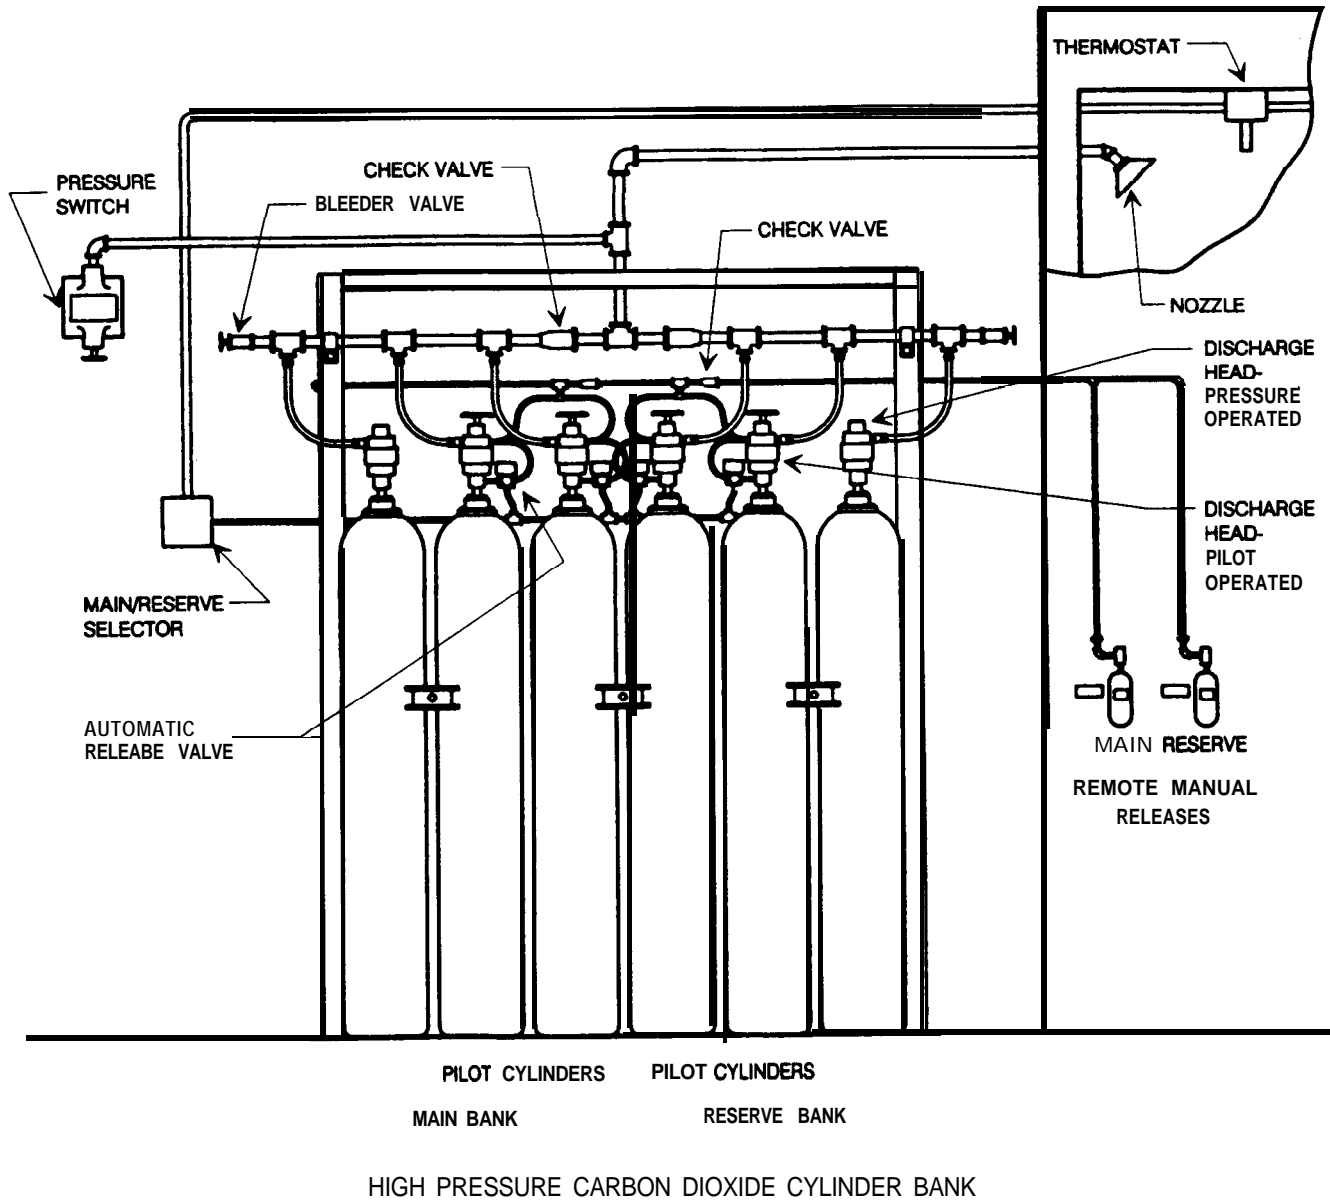 THERMOSTAT
CHECK VALVE
PRESSURE
SWITCH
BLEEDER VALVE
CHECK VALVE
NOZZLE
DISCHARGE
HEAD-
PRESSURE
OPERATED
DISCHARGE
HEAD-
PILOT
OPERATED
MAIN/RESERVE
SELECTOR
AUTOMATIC
RELEABE VALVE
MAIN RESERVE
REMOTE MANUAL
RELEASES
PILOT CYLINDERS PILOT CYLINDERS
MAIN BANK RESERVE BANK
HIGH PRESSURE CARBON DIOXIDE CYLINDER BANK